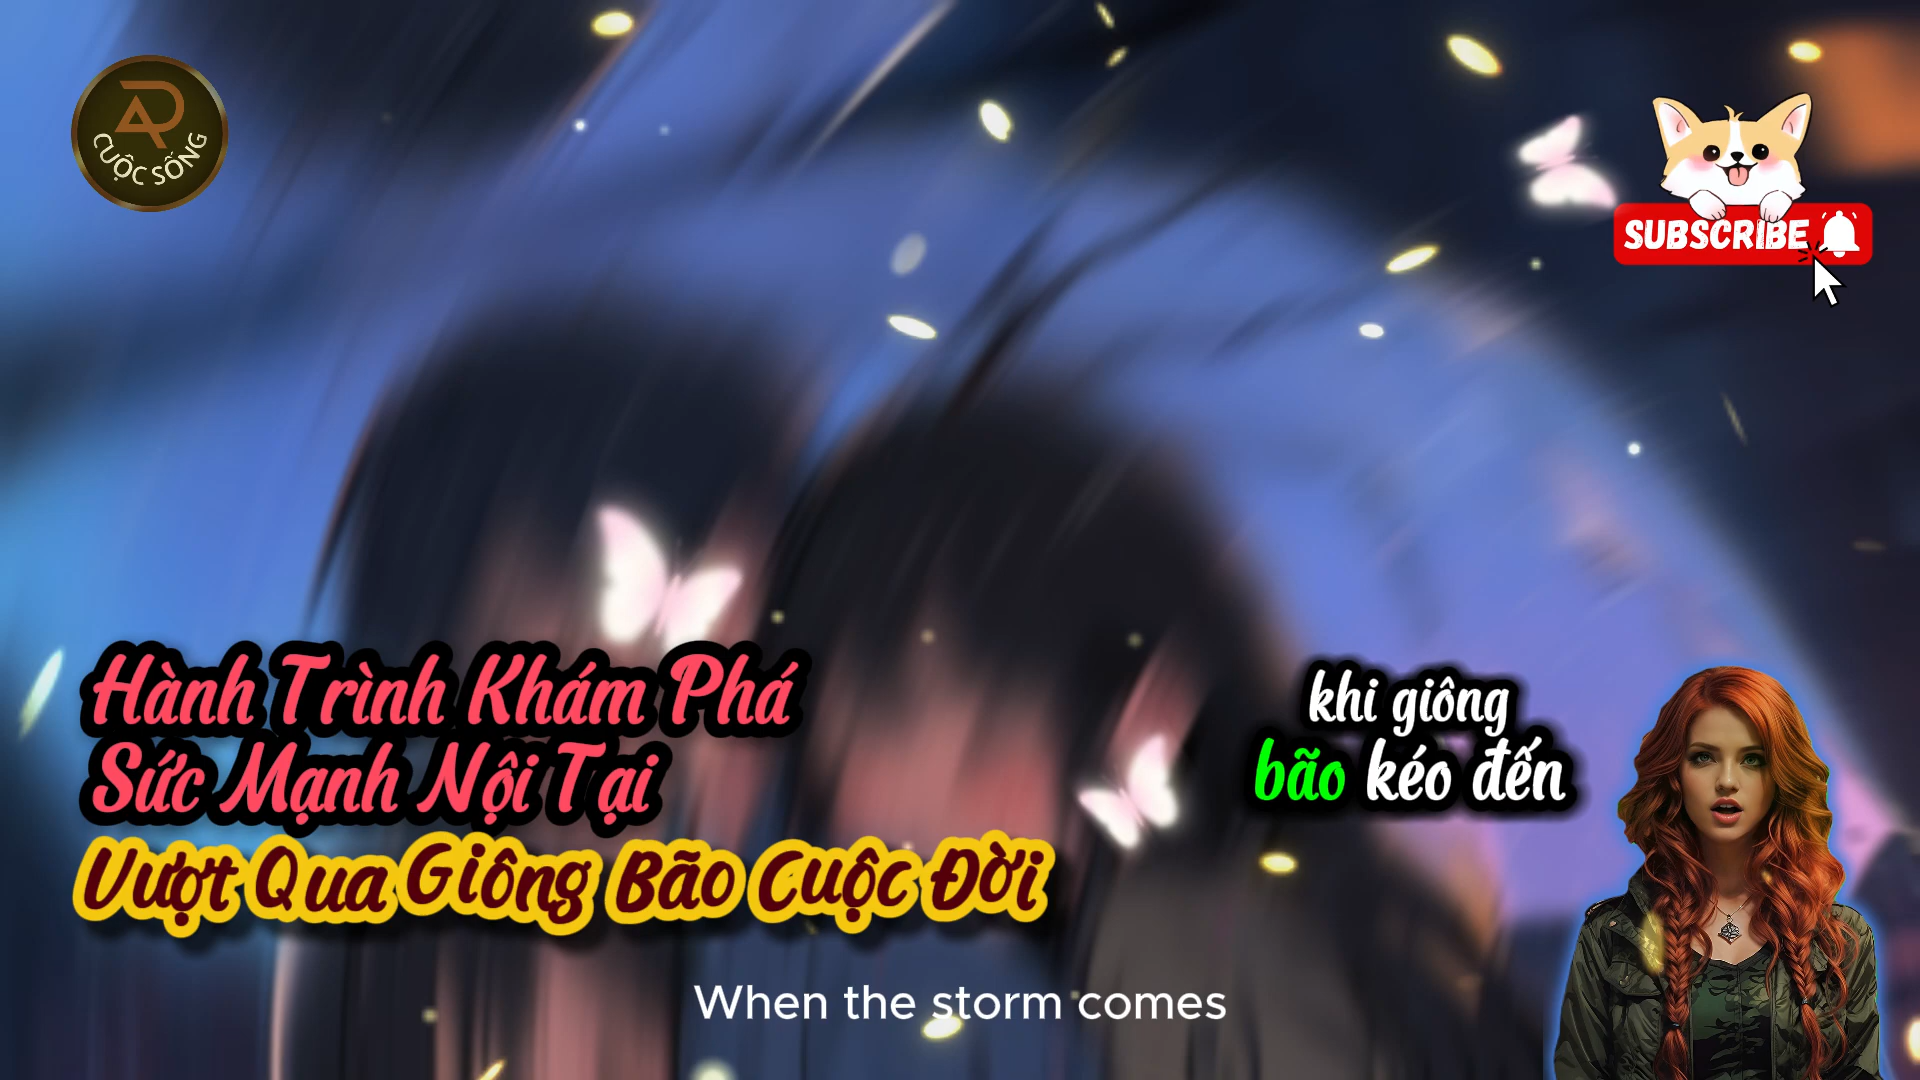 CUỘC SỐNG
SUBSCRIBE
Hành Trình Khám Phá
Sức Mạnh Nội Tại
Vượt Qua Giông Bão Cuộc Đời
khi giông
bão kéo đến
When the storm comes